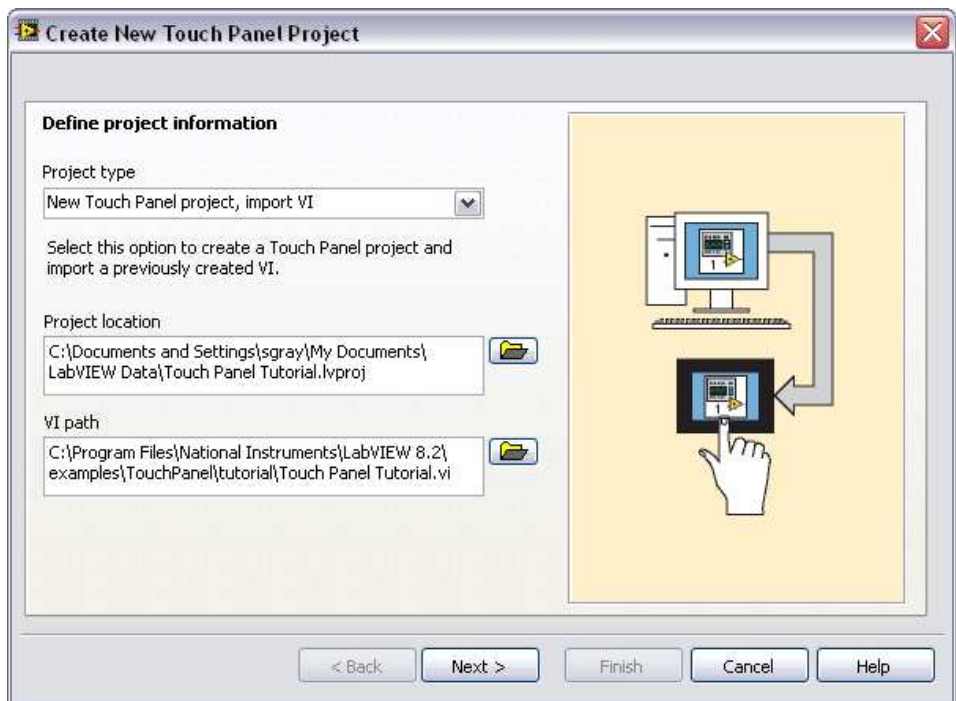 Create New Touch Panel Project
Define project information
Project type
New Touch Panel project, import VI
Select this option to create a Touch Panel project and
import a previously created VI.
Project location
C:\Documents and Settings\sgray\My Documents\
LabVIEW Data\Touch Panel Tutorial.lvproj
VI path
C:\Program Files\National Instruments\LabVIEW 8.2\
examples\TouchPanel\tutorial\Touch Panel Tutorial.vi
1
1
< Back
Next >
Finish
Cancel
Help